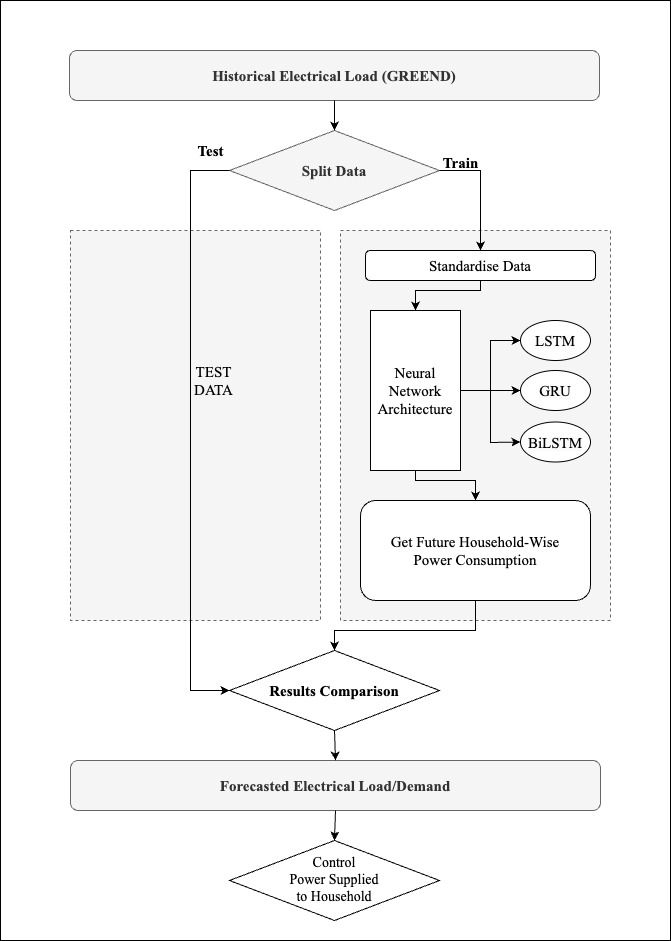 Historical Electrical Load (GREEND)
Test
Train
Split Data
Standardise Data
TEST
DATA
Neural
Network
Architecture
LSTM
GRU
BiLSTM
Get Future Household-Wise
Power Consumption
Results Comparison
Forecasted Electrical Load/Demand
Control
Power Supplied
to Household